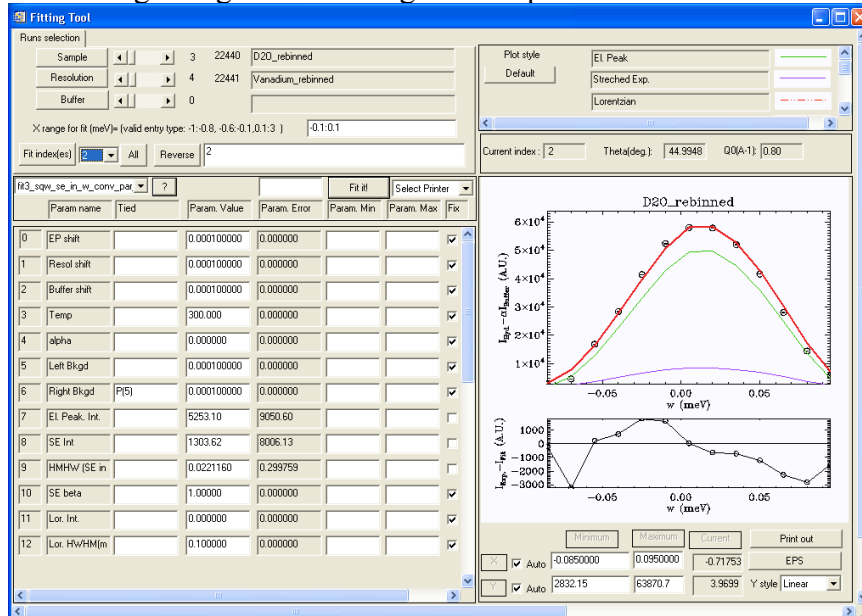 Fitting Tool
Runs selection
Sample 3 22440 D2O_rebinned
Resolution 4 22441 Vanadium_rebinned
Buffer 0
X range for fit (meV)= (valid entry type: -1:-0.8, -0.6:-0.1,0.1:3 ) -0.1:0.1
Fit index(es) 2 All Reverse 2
Plot style
Default
El. Peak
Streched Exp.
Lorentzian
Current index : 2 Theta(deg.): 44.9948 Q0(A-1): 0.80
fit3_sqw_se_in_w_conv_par ? Fit it! Select Printer
Param name Tied Param. Value Param. Error Param. Min Param. Max Fix
0 EP shift 0.000100000 0.000000
1 Resol shift 0.000100000 0.000000
2 Buffer shift 0.000100000 0.000000
3 Temp 300.000 0.000000
4 alpha 0.000000 0.000000
5 Left Bkgd 0.000100000 0.000000
6 Right Bkgd P(5) 0.000100000 0.000000
7 El. Peak. Int. 5253.10 9050.60
8 SE Int 1303.62 8006.13
9 HMHW (SE in 0.0221160 0.299759
10 SE beta 1.00000 0.000000
11 Lor. Int. 0.000000 0.000000
12 Lor. HWHM(m 0.100000 0.000000
D2O_rebinned
6×10⁴
5×10⁴
4×10⁴
3×10⁴
2×10⁴
1×10⁴
-0.05 0.00 0.05
w (meV)
1000
0
-1000
-2000
-3000
I_Exp.-I_Fit (A.U.)
-0.05 0.00 0.05
w (meV)
Minimum Maximum Current Print out
X Auto -0.0850000 0.0950000 -0.71753 EPS
Y Auto 2832.15 63870.7 3.9699 Y style Linear